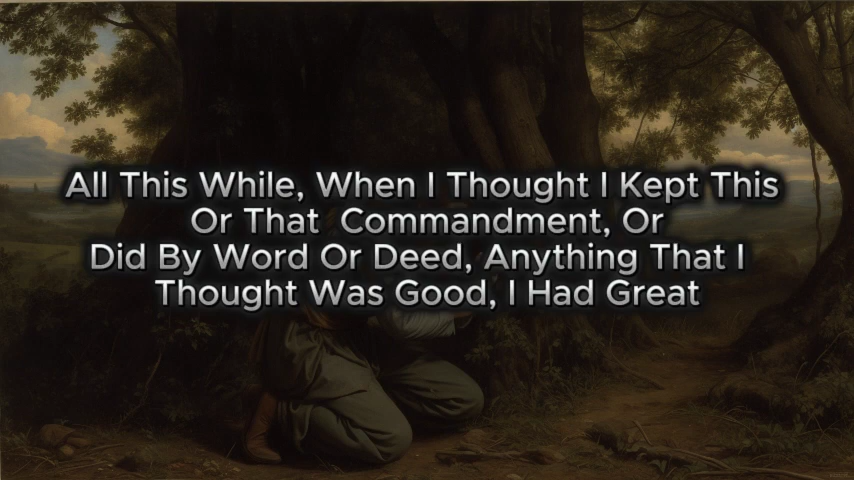 All This While, When I Thought I Kept This
Or That Commandment, Or
Did By Word Or Deed, Anything That I
Thought Was Good, I Had Great